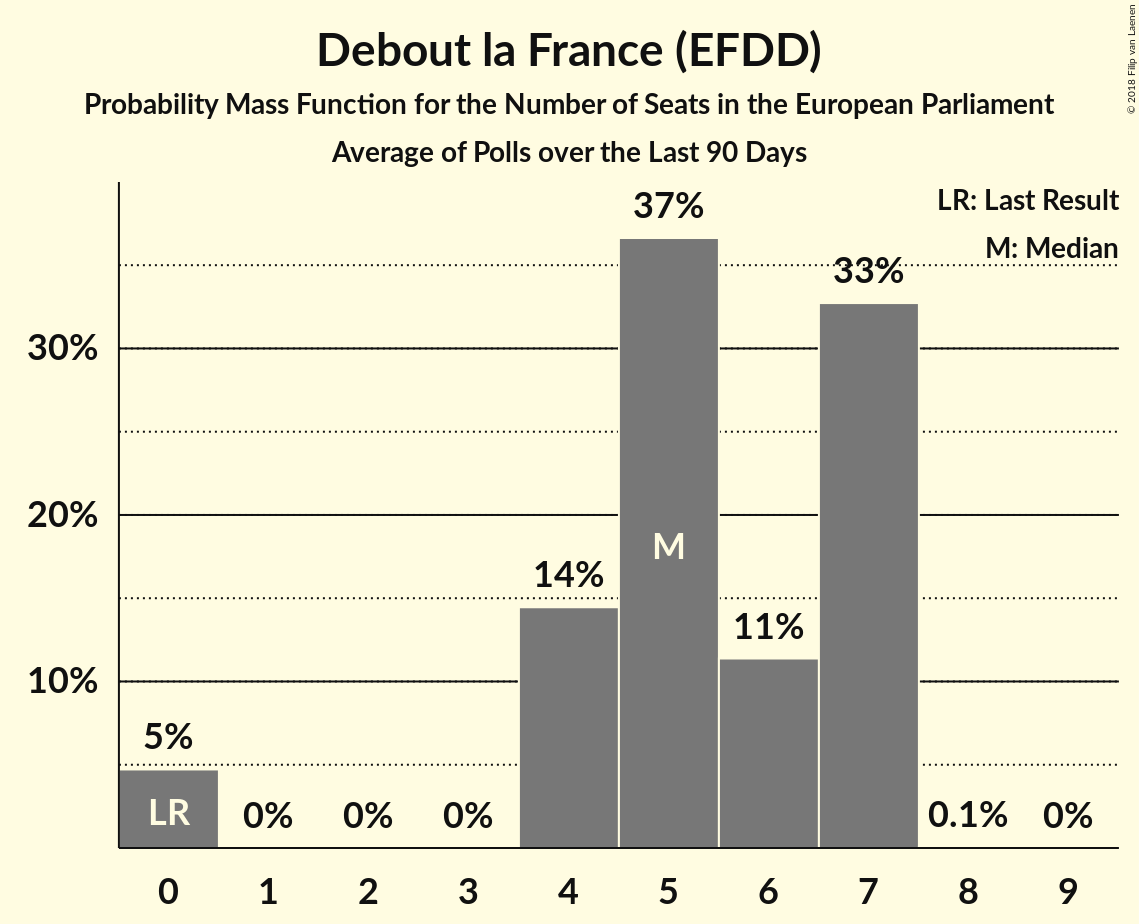 Debout la France (EFDD)
Probability Mass Function for the Number of Seats in the European Parliament
Average of Polls over the Last 90 Days
© 2018 Filip van Laenen
LR: Last Result
M: Median
37%
33%
30%
20%
M
14%
11%
10%
5%
LR
0%
0%
0%
0.1%
0%
0 1 2 3 4 5 6 7 8 9